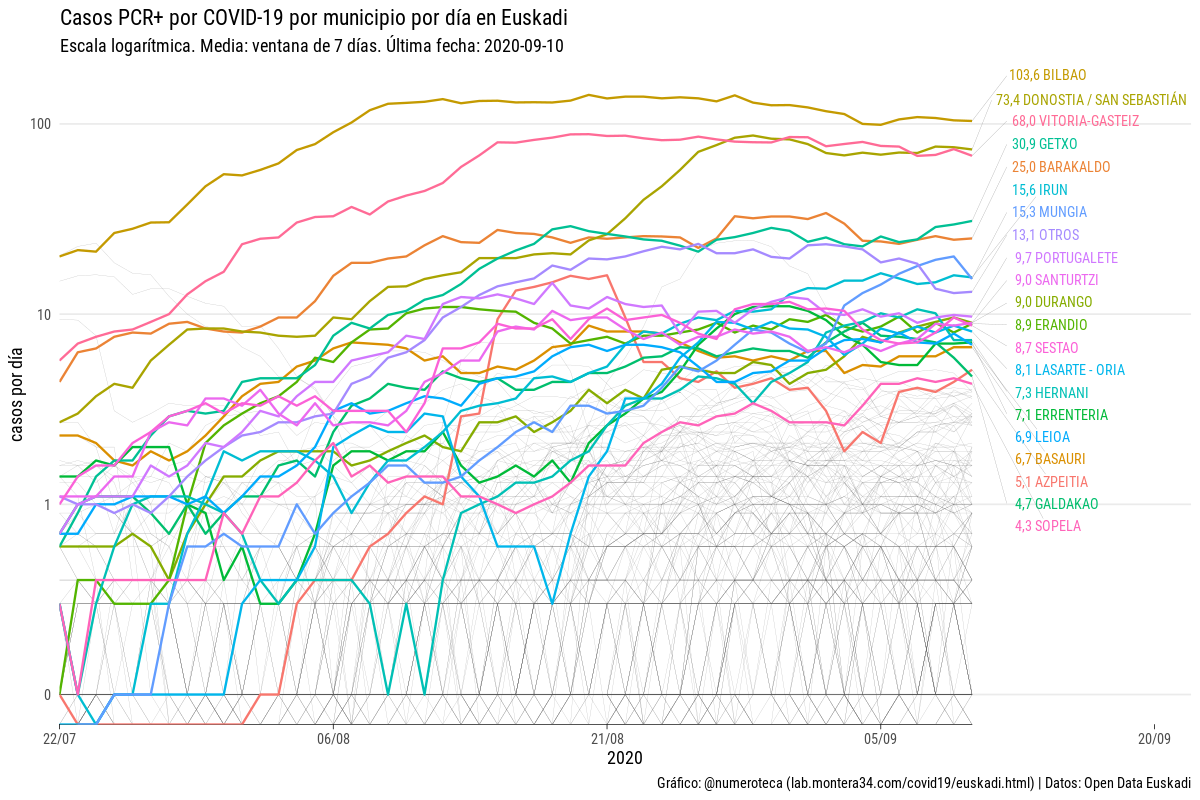 Casos PCR+ por COVID-19 por municipio por día en Euskadi
Escala logarítmica. Media: ventana de 7 días. Última fecha: 2020-09-10
103,6 BILBAO
73,4 DONOSTIA / SAN SEBASTIÁN
68,0 VITORIA-GASTEIZ
30,9 GETXO
25,0 BARAKALDO
15,6 IRUN
15,3 MUNGIA
13,1 OTROS
9,7 PORTUGALETE
9,0 SANTURTZI
9,0 DURANGO
8,9 ERANDIO
8,7 SESTAO
8,1 LASARTE - ORIA
7,3 HERNANI
7,1 ERRENTERIA
6,9 LEIOA
6,7 BASAURI
5,1 AZPEITIA
4,7 GALDAKAO
4,3 SOPELA
casos por día
100
10
1
0
22/07
06/08
21/08
05/09
20/09
2020
Gráfico: @numeroteca (lab.montera34.com/covid19/euskadi.html) | Datos: Open Data Euskadi